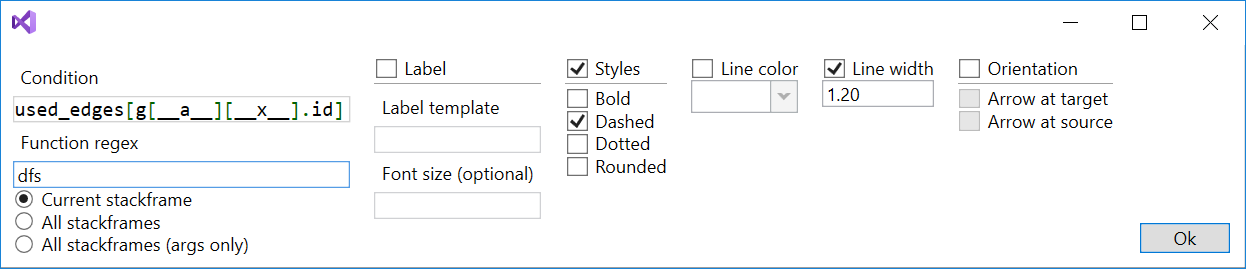 Condition
used_edges[g[__a__][__x__].id]
Function regex
dfs
Current stackframe
All stackframes
All stackframes (args only)
Label
Label template
Font size (optional)
Styles
Bold
Dashed
Dotted
Rounded
Line color
Line width
1.20
Orientation
Arrow at target
Arrow at source
Ok